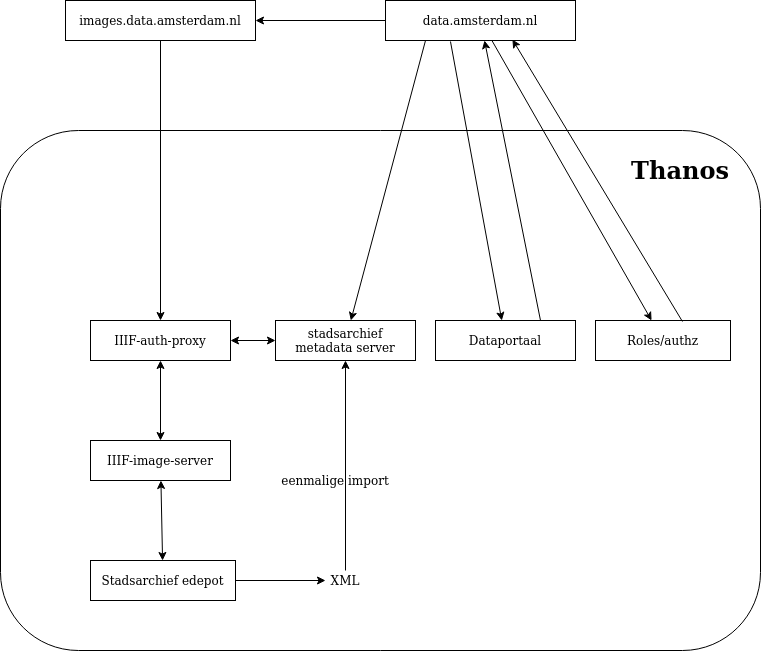 images.data.amsterdam.nl
data.amsterdam.nl
Thanos
IIIF-auth-proxy
stadsarchief
metadata server
Dataportaal
Roles/authz
IIIF-image-server
eenmalige import
Stadsarchief edepot
XML